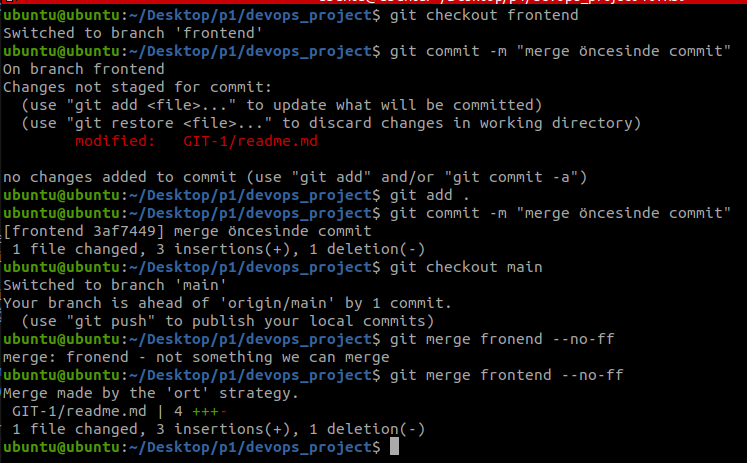 ubuntu@ubuntu:~/Desktop/p1/devops_project$ git checkout frontend
Switched to branch 'frontend'
ubuntu@ubuntu:~/Desktop/p1/devops_project$ git commit -m "merge öncesinde commit"
On branch frontend
Changes not staged for commit:
  (use "git add <file>..." to update what will be committed)
  (use "git restore <file>..." to discard changes in working directory)
        modified:   GIT-1/readme.md

no changes added to commit (use "git add" and/or "git commit -a")
ubuntu@ubuntu:~/Desktop/p1/devops_project$ git add .
ubuntu@ubuntu:~/Desktop/p1/devops_project$ git commit -m "merge öncesinde commit"
[frontend 3af7449] merge öncesinde commit
 1 file changed, 3 insertions(+), 1 deletion(-)
ubuntu@ubuntu:~/Desktop/p1/devops_project$ git checkout main
Switched to branch 'main'
Your branch is ahead of 'origin/main' by 1 commit.
  (use "git push" to publish your local commits)
ubuntu@ubuntu:~/Desktop/p1/devops_project$ git merge fronend --no-ff
merge: fronend - not something we can merge
ubuntu@ubuntu:~/Desktop/p1/devops_project$ git merge frontend --no-ff
Merge made by the 'ort' strategy.
 GIT-1/readme.md | 4 +++-
 1 file changed, 3 insertions(+), 1 deletion(-)
ubuntu@ubuntu:~/Desktop/p1/devops_project$